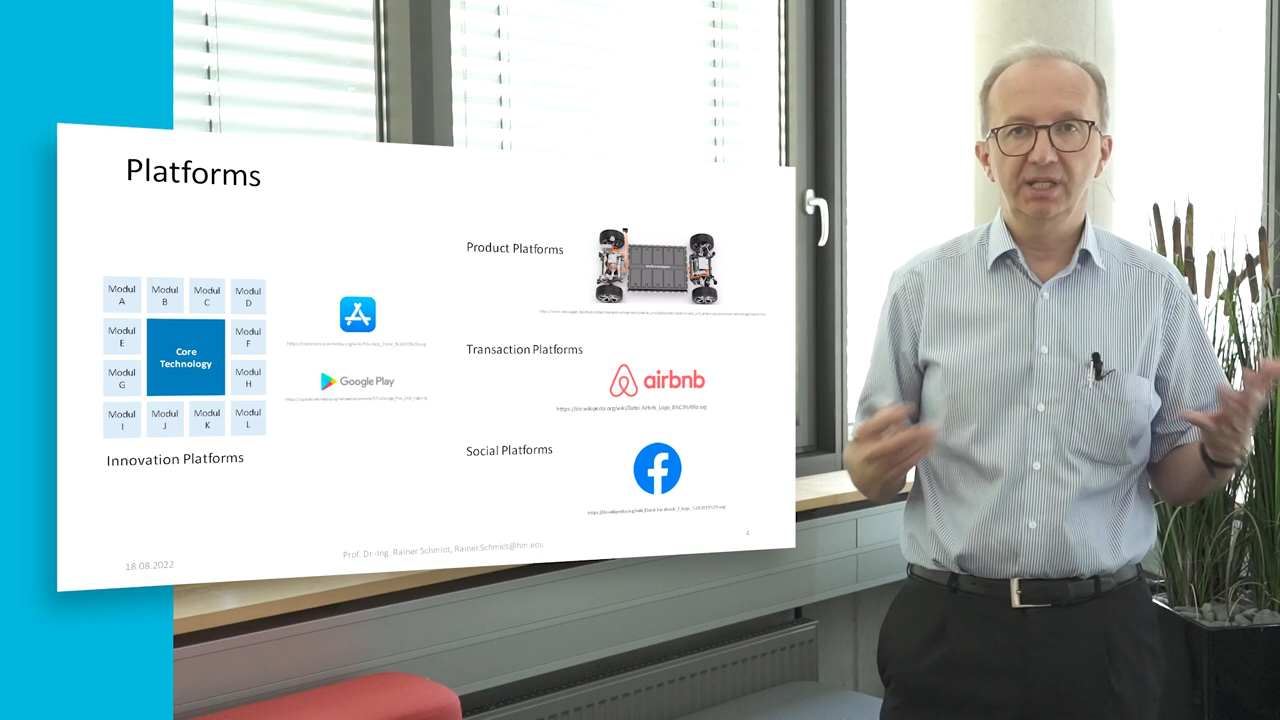 Platforms
Product Platforms
Modul A
Modul B
Modul C
Modul D
Modul E
Core Technology
Modul F
Modul G
Modul H
Modul I
Modul J
Modul K
Modul L
Innovation Platforms
Google Play
Transaction Platforms
airbnb
Social Platforms
18.08.2022
Prof. Dr.-Ing. Rainer Schmidt, Rainer.Schmidt@hm.edu
4